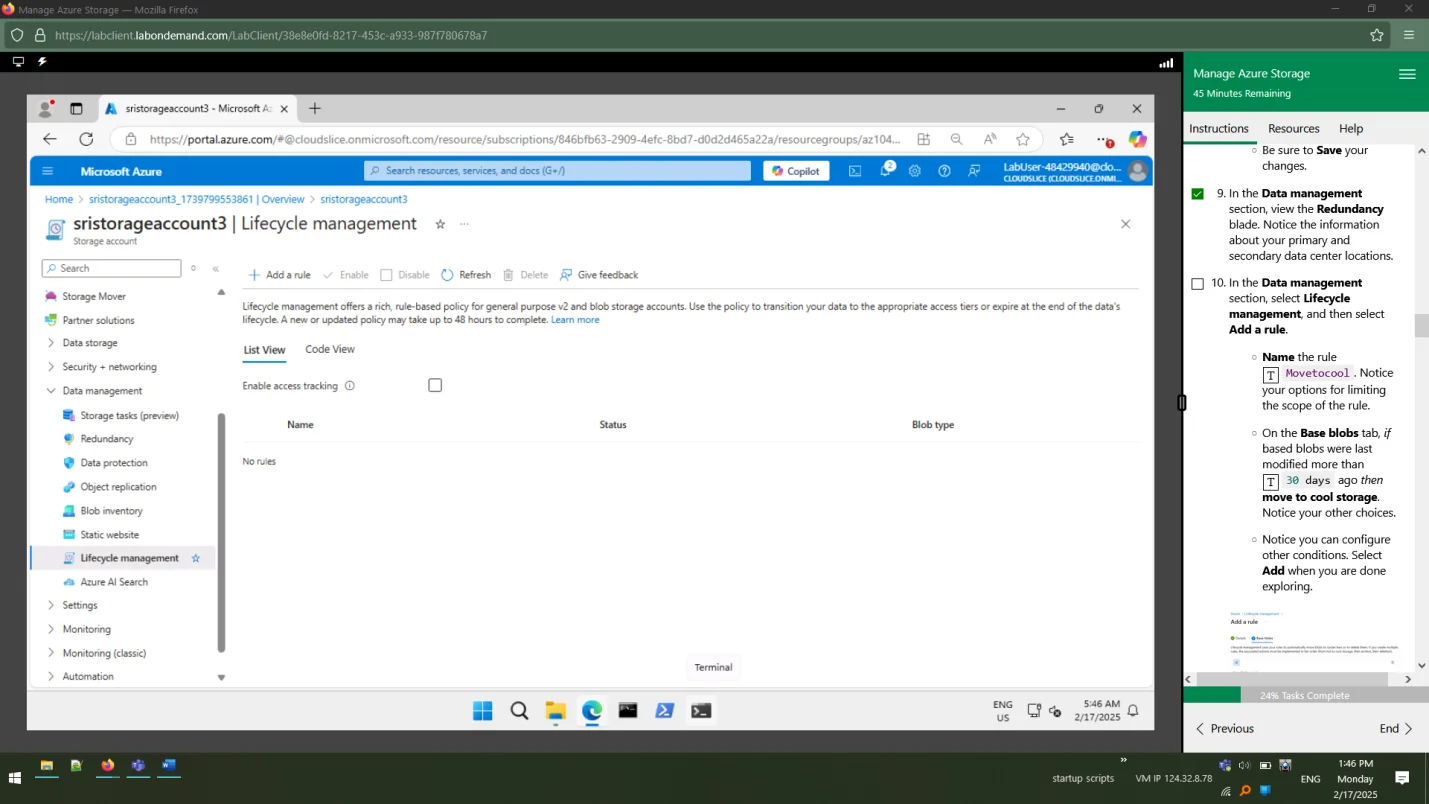 Manage Azure Storage — Mozilla Firefox
https://labclient.labondemand.com/LabClient/38e8e0fd-8217-453c-a933-987f780678a7
sristorageaccount3 - Microsoft Az
https://portal.azure.com/#@cloudslice.onmicrosoft.com/resource/subscriptions/846bfb63-2909-4efc-8bd7-d0d2d465a22a/resourcegroups/az104...
Microsoft Azure
Search resources, services, and docs (G+/)
Copilot
2
LabUser-48429940@clo...
CLOUDSLICE (CLOUDSLICE.ONMI...
Home > sristorageaccount3_1739799553861 | Overview > sristorageaccount3
sristorageaccount3 | Lifecycle management
Storage account
Search
Storage Mover
Partner solutions
Data storage
Security + networking
Data management
Storage tasks (preview)
Redundancy
Data protection
Object replication
Blob inventory
Static website
Lifecycle management
Azure AI Search
Settings
Monitoring
Monitoring (classic)
Automation
Add a rule
Enable
Disable
Refresh
Delete
Give feedback
Lifecycle management offers a rich, rule-based policy for general purpose v2 and blob storage accounts. Use the policy to transition your data to the appropriate access tiers or expire at the end of the data's
lifecycle. A new or updated policy may take up to 48 hours to complete. Learn more
List View
Code View
Enable access tracking
Name
Status
Blob type
No rules
Terminal
ENG
US
5:46 AM
2/17/2025
Manage Azure Storage
45 Minutes Remaining
Instructions
Resources
Help
Be sure to Save your
changes.
9. In the Data management
section, view the Redundancy
blade. Notice the information
about your primary and
secondary data center locations.
10. In the Data management
section, select Lifecycle
management, and then select
Add a rule.
Name the rule
T Movetocool. Notice
your options for limiting
the scope of the rule.
On the Base blobs tab, if
based blobs were last
modified more than
T 30 days ago then
move to cool storage.
Notice your other choices.
Notice you can configure
other conditions. Select
Add when you are done
exploring.
Add a rule
24% Tasks Complete
Previous
End
startup scripts
VM IP 124.32.8.78
ENG
1:46 PM
Monday
2/17/2025